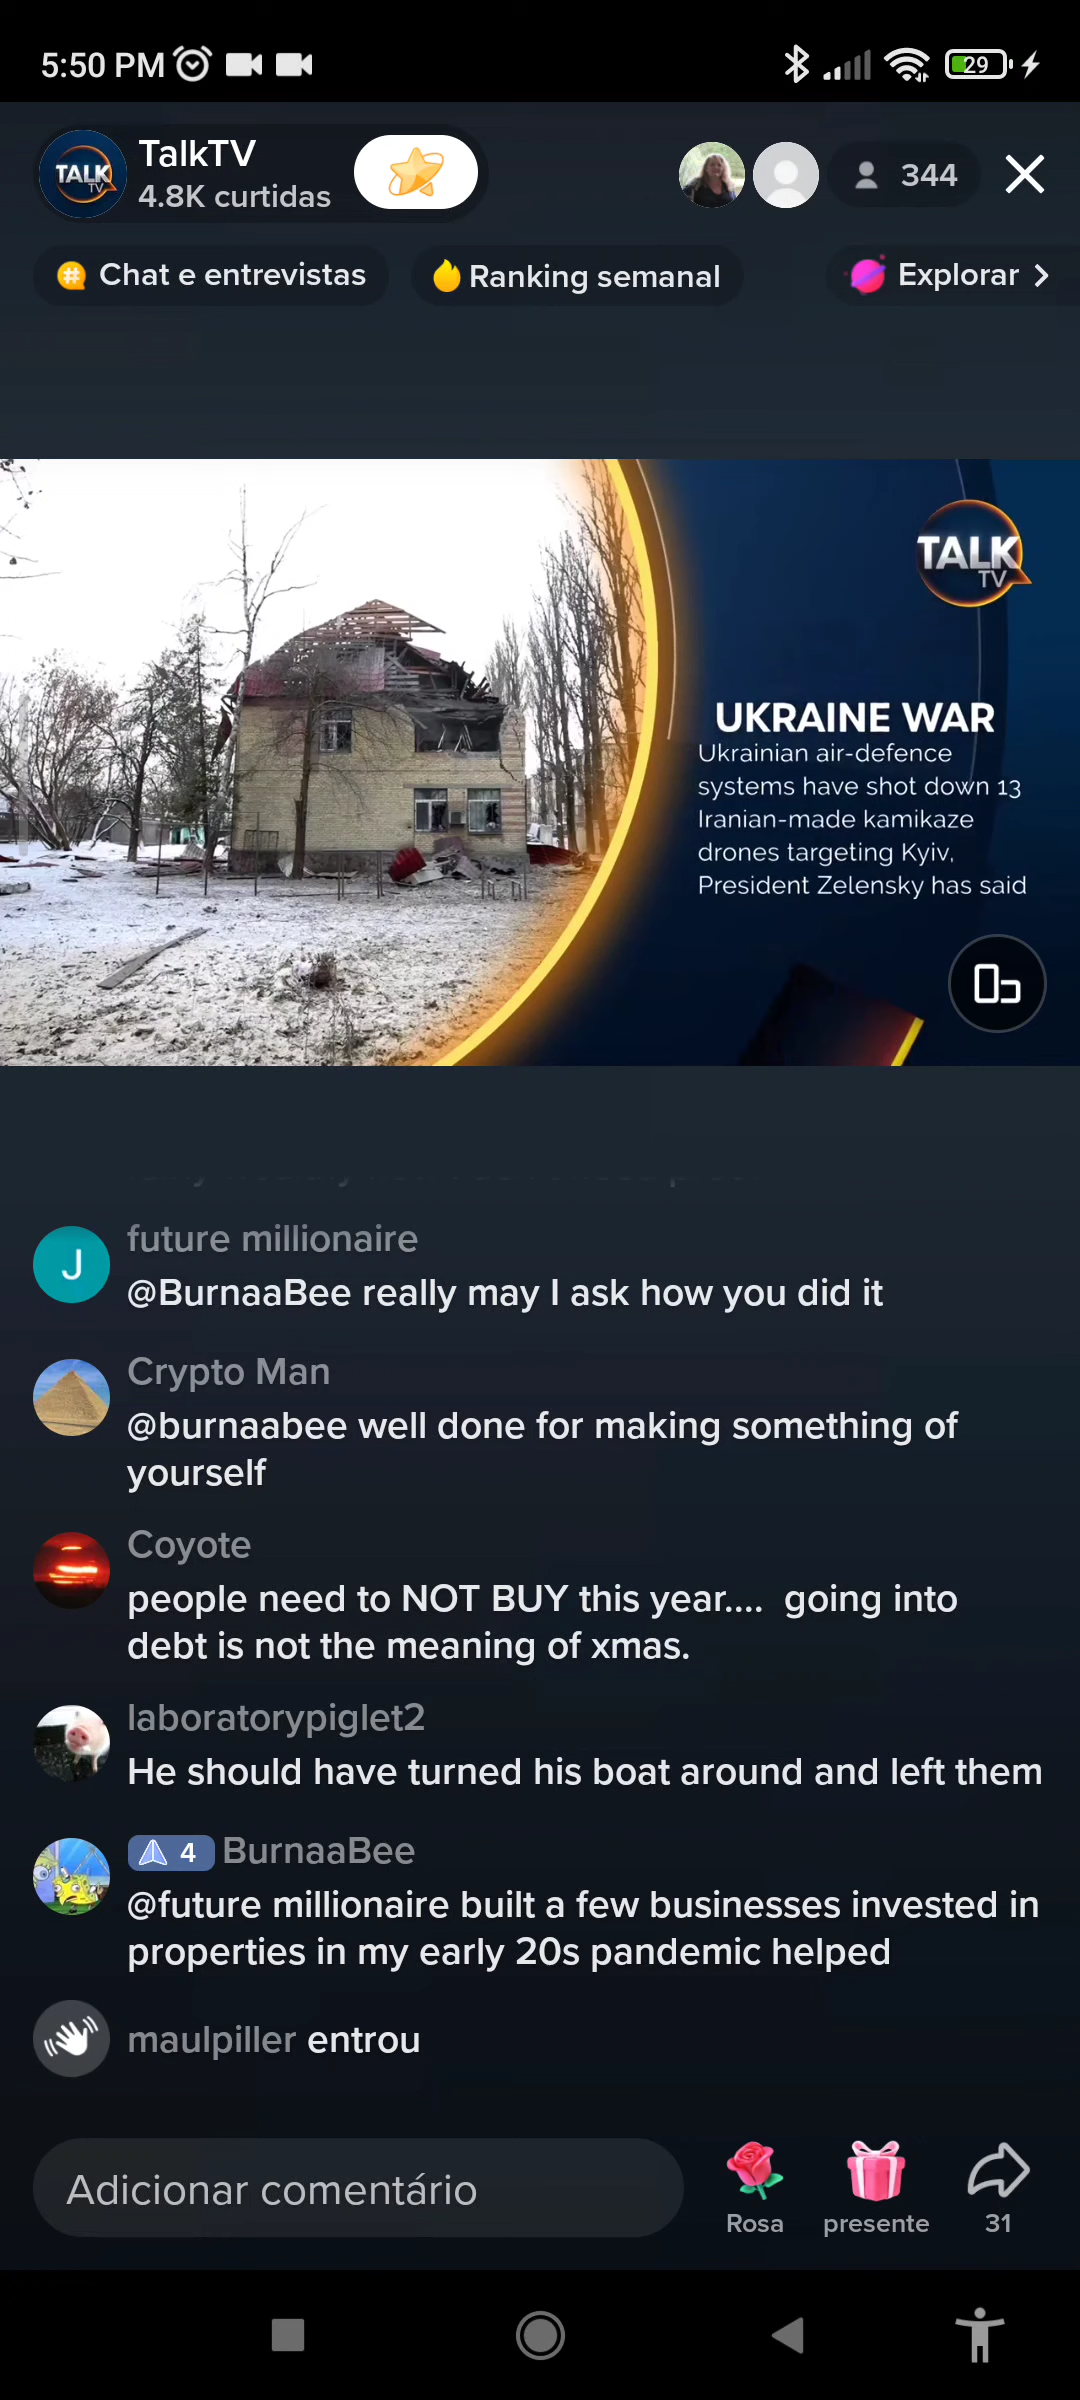 5:50 PM
29
TALK TV
TalkTV
4.8K curtidas
344
Chat e entrevistas
Ranking semanal
Explorar
TALK
TV
UKRAINE WAR
Ukrainian air-defence
systems have shot down 13
Iranian-made kamikaze
drones targeting Kyiv,
President Zelensky has said
J
future millionaire
@BurnaaBee really may I ask how you did it
Crypto Man
@burnaabee well done for making something of
yourself
Coyote
people need to NOT BUY this year.... going into
debt is not the meaning of xmas.
laboratorypiglet2
He should have turned his boat around and left them
4 BurnaaBee
@future millionaire built a few businesses invested in
properties in my early 20s pandemic helped
maulpiller entrou
Adicionar comentário
Rosa
presente
31